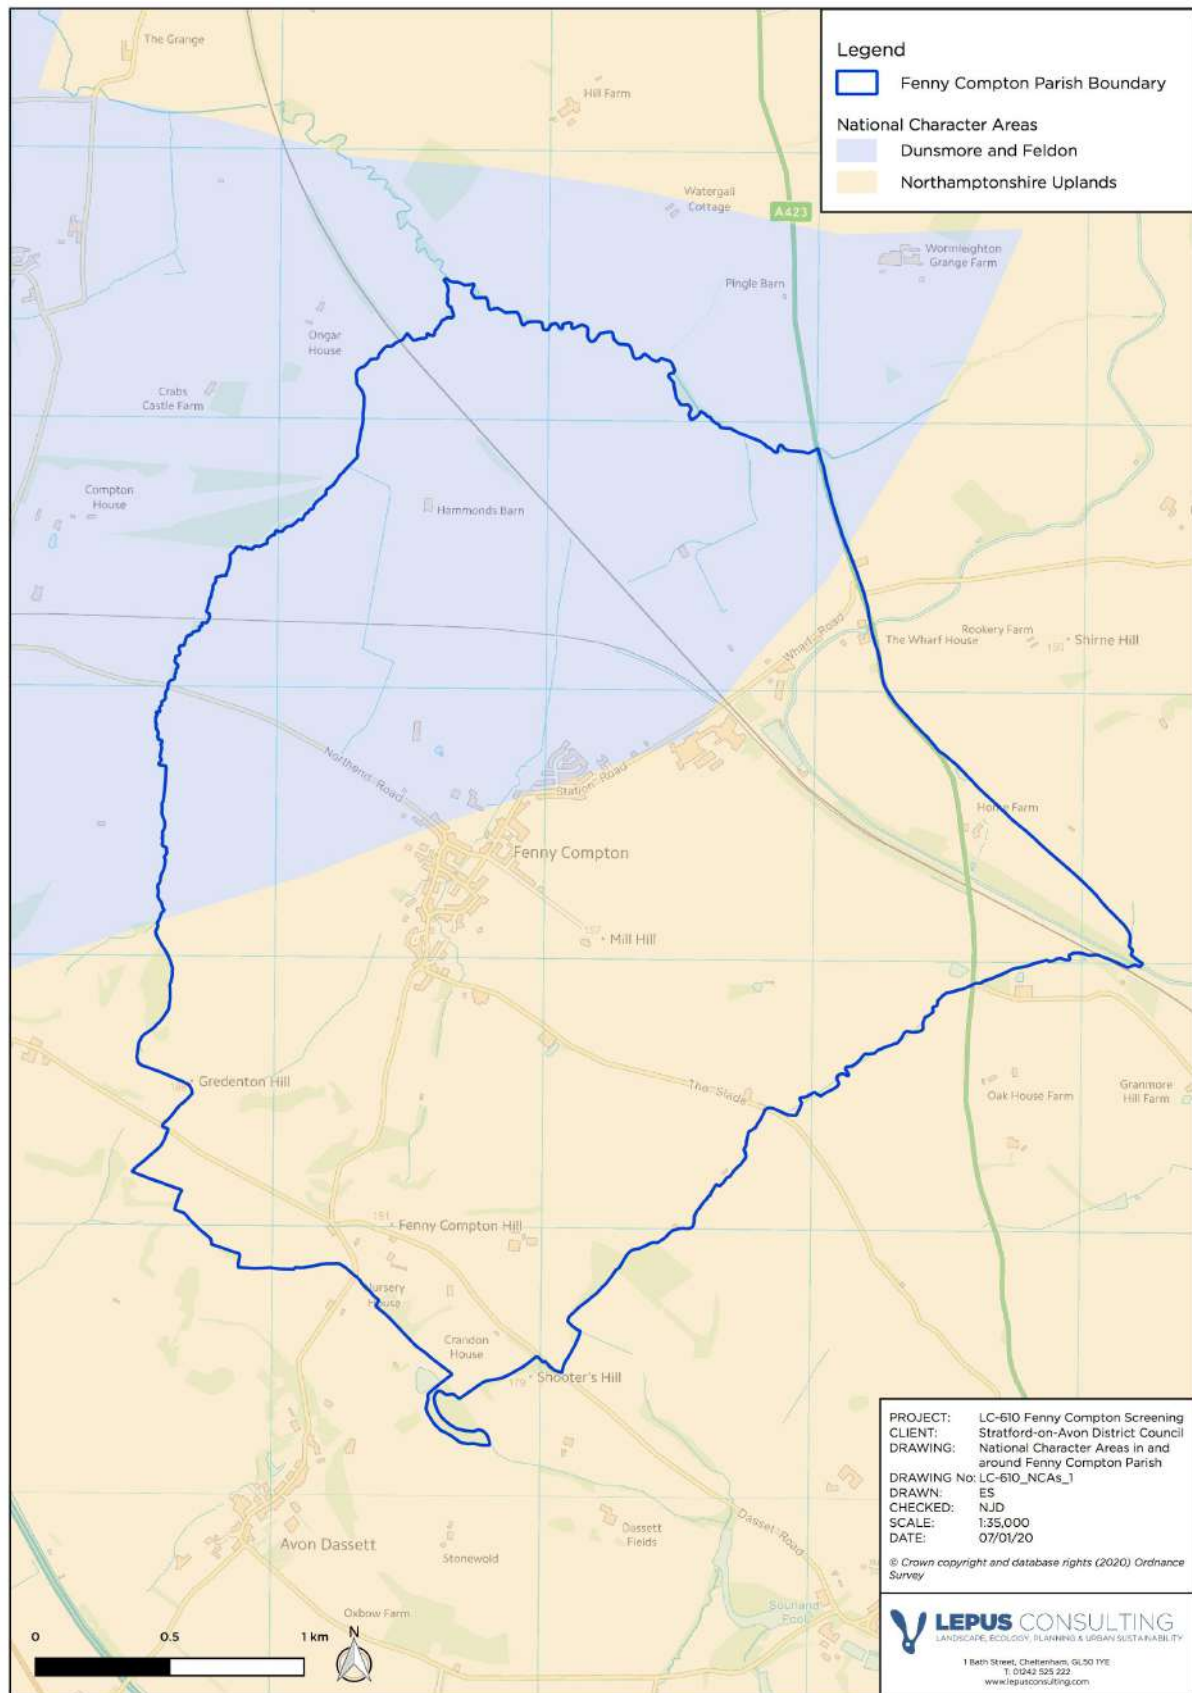 The Grange
Hill Farm
Legend
Fenny Compton Parish Boundary
National Character Areas
Dunsmore and Feldon
Northamptonshire Uplands
Watergall
Cottage
A423
Wormleighton
Grange Farm
Pingle Barn
Ongar
House
Crabs
Castle Farm
Compton
House
Hammonds Barn
Wharf Road
The Wharf House
Rookery Farm
Shirne Hill
Northend Road
Station Road
Home Farm
Fenny Compton
Mill Hill
Gredenton Hill
The Slade
Oak House Farm
Granmore
Hill Farm
191
Fenny Compton Hill
Nursery
House
Crandon
House
179
Shooter's Hill
Avon Dassett
Stonewold
Dassett
Fields
Dasset Road
Oxbow Farm
0 0.5 1 km
N
PROJECT: LC-610 Fenny Compton Screening
CLIENT: Stratford-on-Avon District Council
DRAWING: National Character Areas in and
around Fenny Compton Parish
DRAWING No: LC-610_NCAs_1
DRAWN: ES
CHECKED: NJD
SCALE: 1:35,000
DATE: 07/01/20
© Crown copyright and database rights (2020) Ordnance
Survey
LEPUS CONSULTING
LANDSCAPE, ECOLOGY, PLANNING & URBAN SUSTAINABILITY
1 Bath Street, Cheltenham, GL50 1YE
T: 01242 525 222
www.lepusconsulting.com